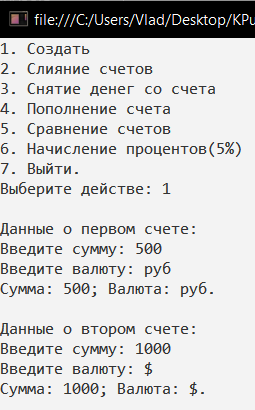 file:///C:/Users/Vlad/Desktop/KPu
1. Создать
2. Слияние счетов
3. Снятие денег со счета
4. Пополнение счета
5. Сравнение счетов
6. Начисление процентов(5%)
7. Выйти.
Выберите действе: 1
Данные о первом счете:
Введите сумму: 500
Введите валюту: руб
Сумма: 500; Валюта: руб.
Данные о втором счете:
Введите сумму: 1000
Введите валюту: $
Сумма: 1000; Валюта: $.